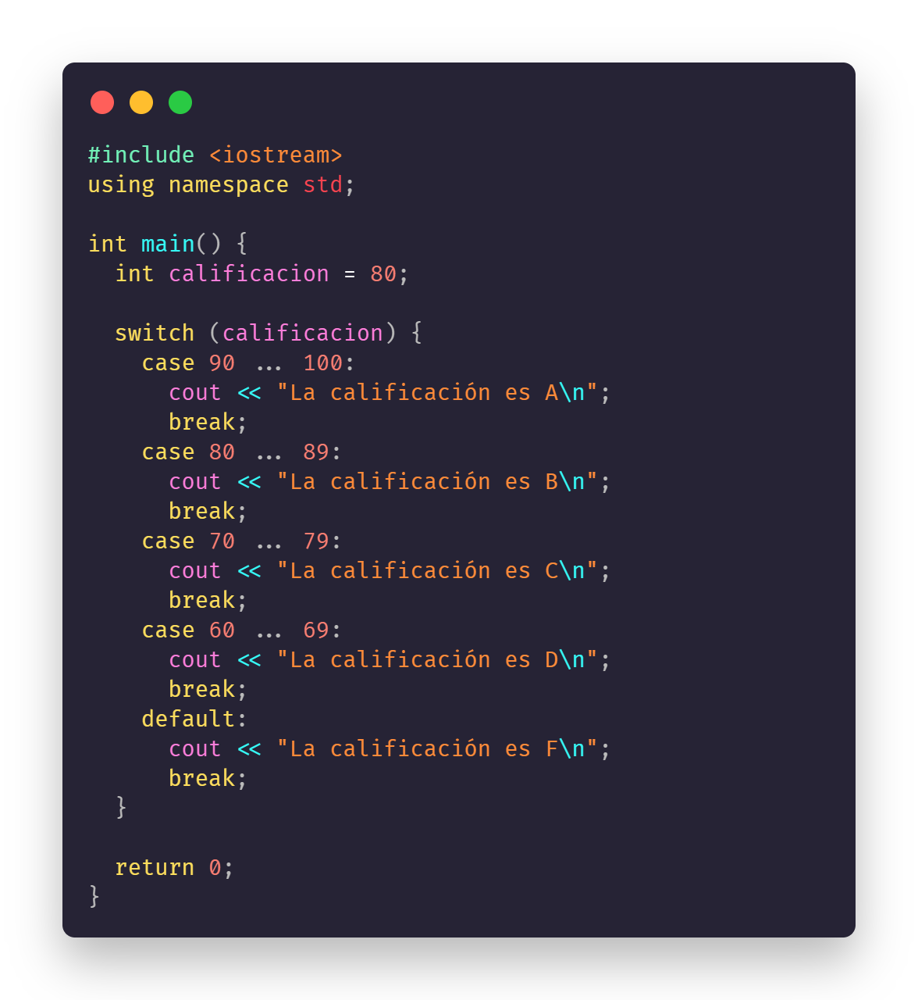 #include <iostream>
using namespace std;

int main() {
  int calificacion = 80;

  switch (calificacion) {
    case 90 ... 100:
      cout << "La calificación es A\n";
      break;
    case 80 ... 89:
      cout << "La calificación es B\n";
      break;
    case 70 ... 79:
      cout << "La calificación es C\n";
      break;
    case 60 ... 69:
      cout << "La calificación es D\n";
      break;
    default:
      cout << "La calificación es F\n";
      break;
  }

  return 0;
}